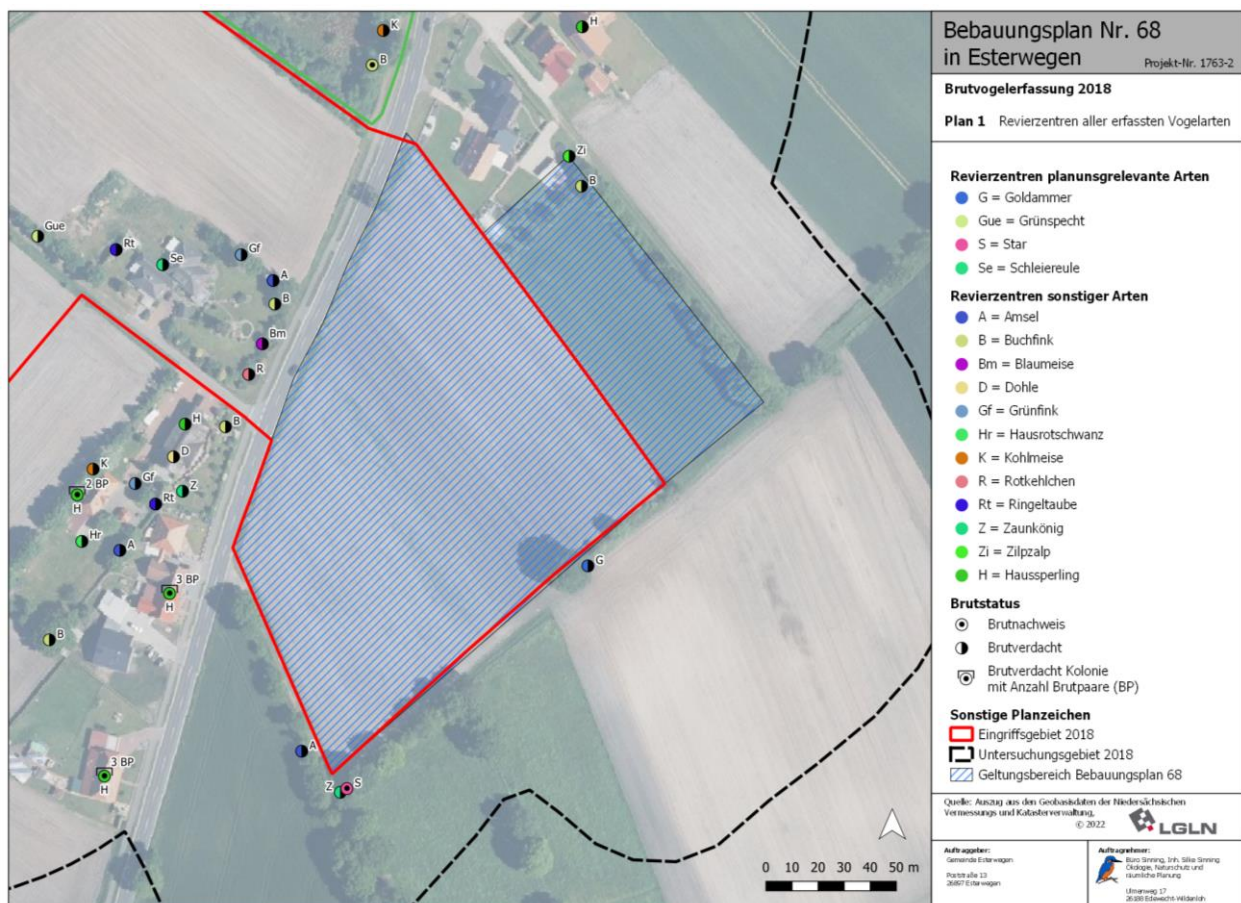 Bebauungsplan Nr. 68
in Esterwegen
Projekt-Nr. 1763-2
Brutvogelerfassung 2018
Plan 1 Revierzentren aller erfassten Vogelarten
Revierzentren planungsrelevante Arten
G = Goldammer
Gue = Grünspecht
S = Star
Se = Schleiereule
Revierzentren sonstiger Arten
A = Amsel
B = Buchfink
Bm = Blaumeise
D = Dohle
Gf = Grünfink
Hr = Hausrotschwanz
K = Kohlmeise
R = Rotkehlchen
Rt = Ringeltaube
Z = Zaunkönig
Zi = Zilpzalp
H = Haussperling
Brutstatus
Brutnachweis
Brutverdacht
Brutverdacht Kolonie
mit Anzahl Brutpaare (BP)
Sonstige Planzeichen
Eingriffsgebiet 2018
Untersuchungsgebiet 2018
Geltungsbereich Bebauungsplan 68
Quelle: Auszug aus den Geobasisdaten der Niedersächsischen
Vermessungs und Katasterverwaltung,
© 2022
LGLN
Auftraggeber:
Gemeinde Esterwegen
Poststraße 13
26897 Esterwegen
Auftragnehmer:
Büro Sinning, Inh. Silke Sinning
Ökologie, Naturschutz und
räumliche Planung
Ulmenweg 17
26188 Edewecht-Wildenloh
K
B
H
Zi
B
Gue
Rt
Se
Gf
A
B
Bm
R
H
B
D
K
Gf
Z
2 BP
H
Rt
Hr
A
3 BP
H
B
G
A
3 BP
H
Z
S
0 10 20 30 40 50 m